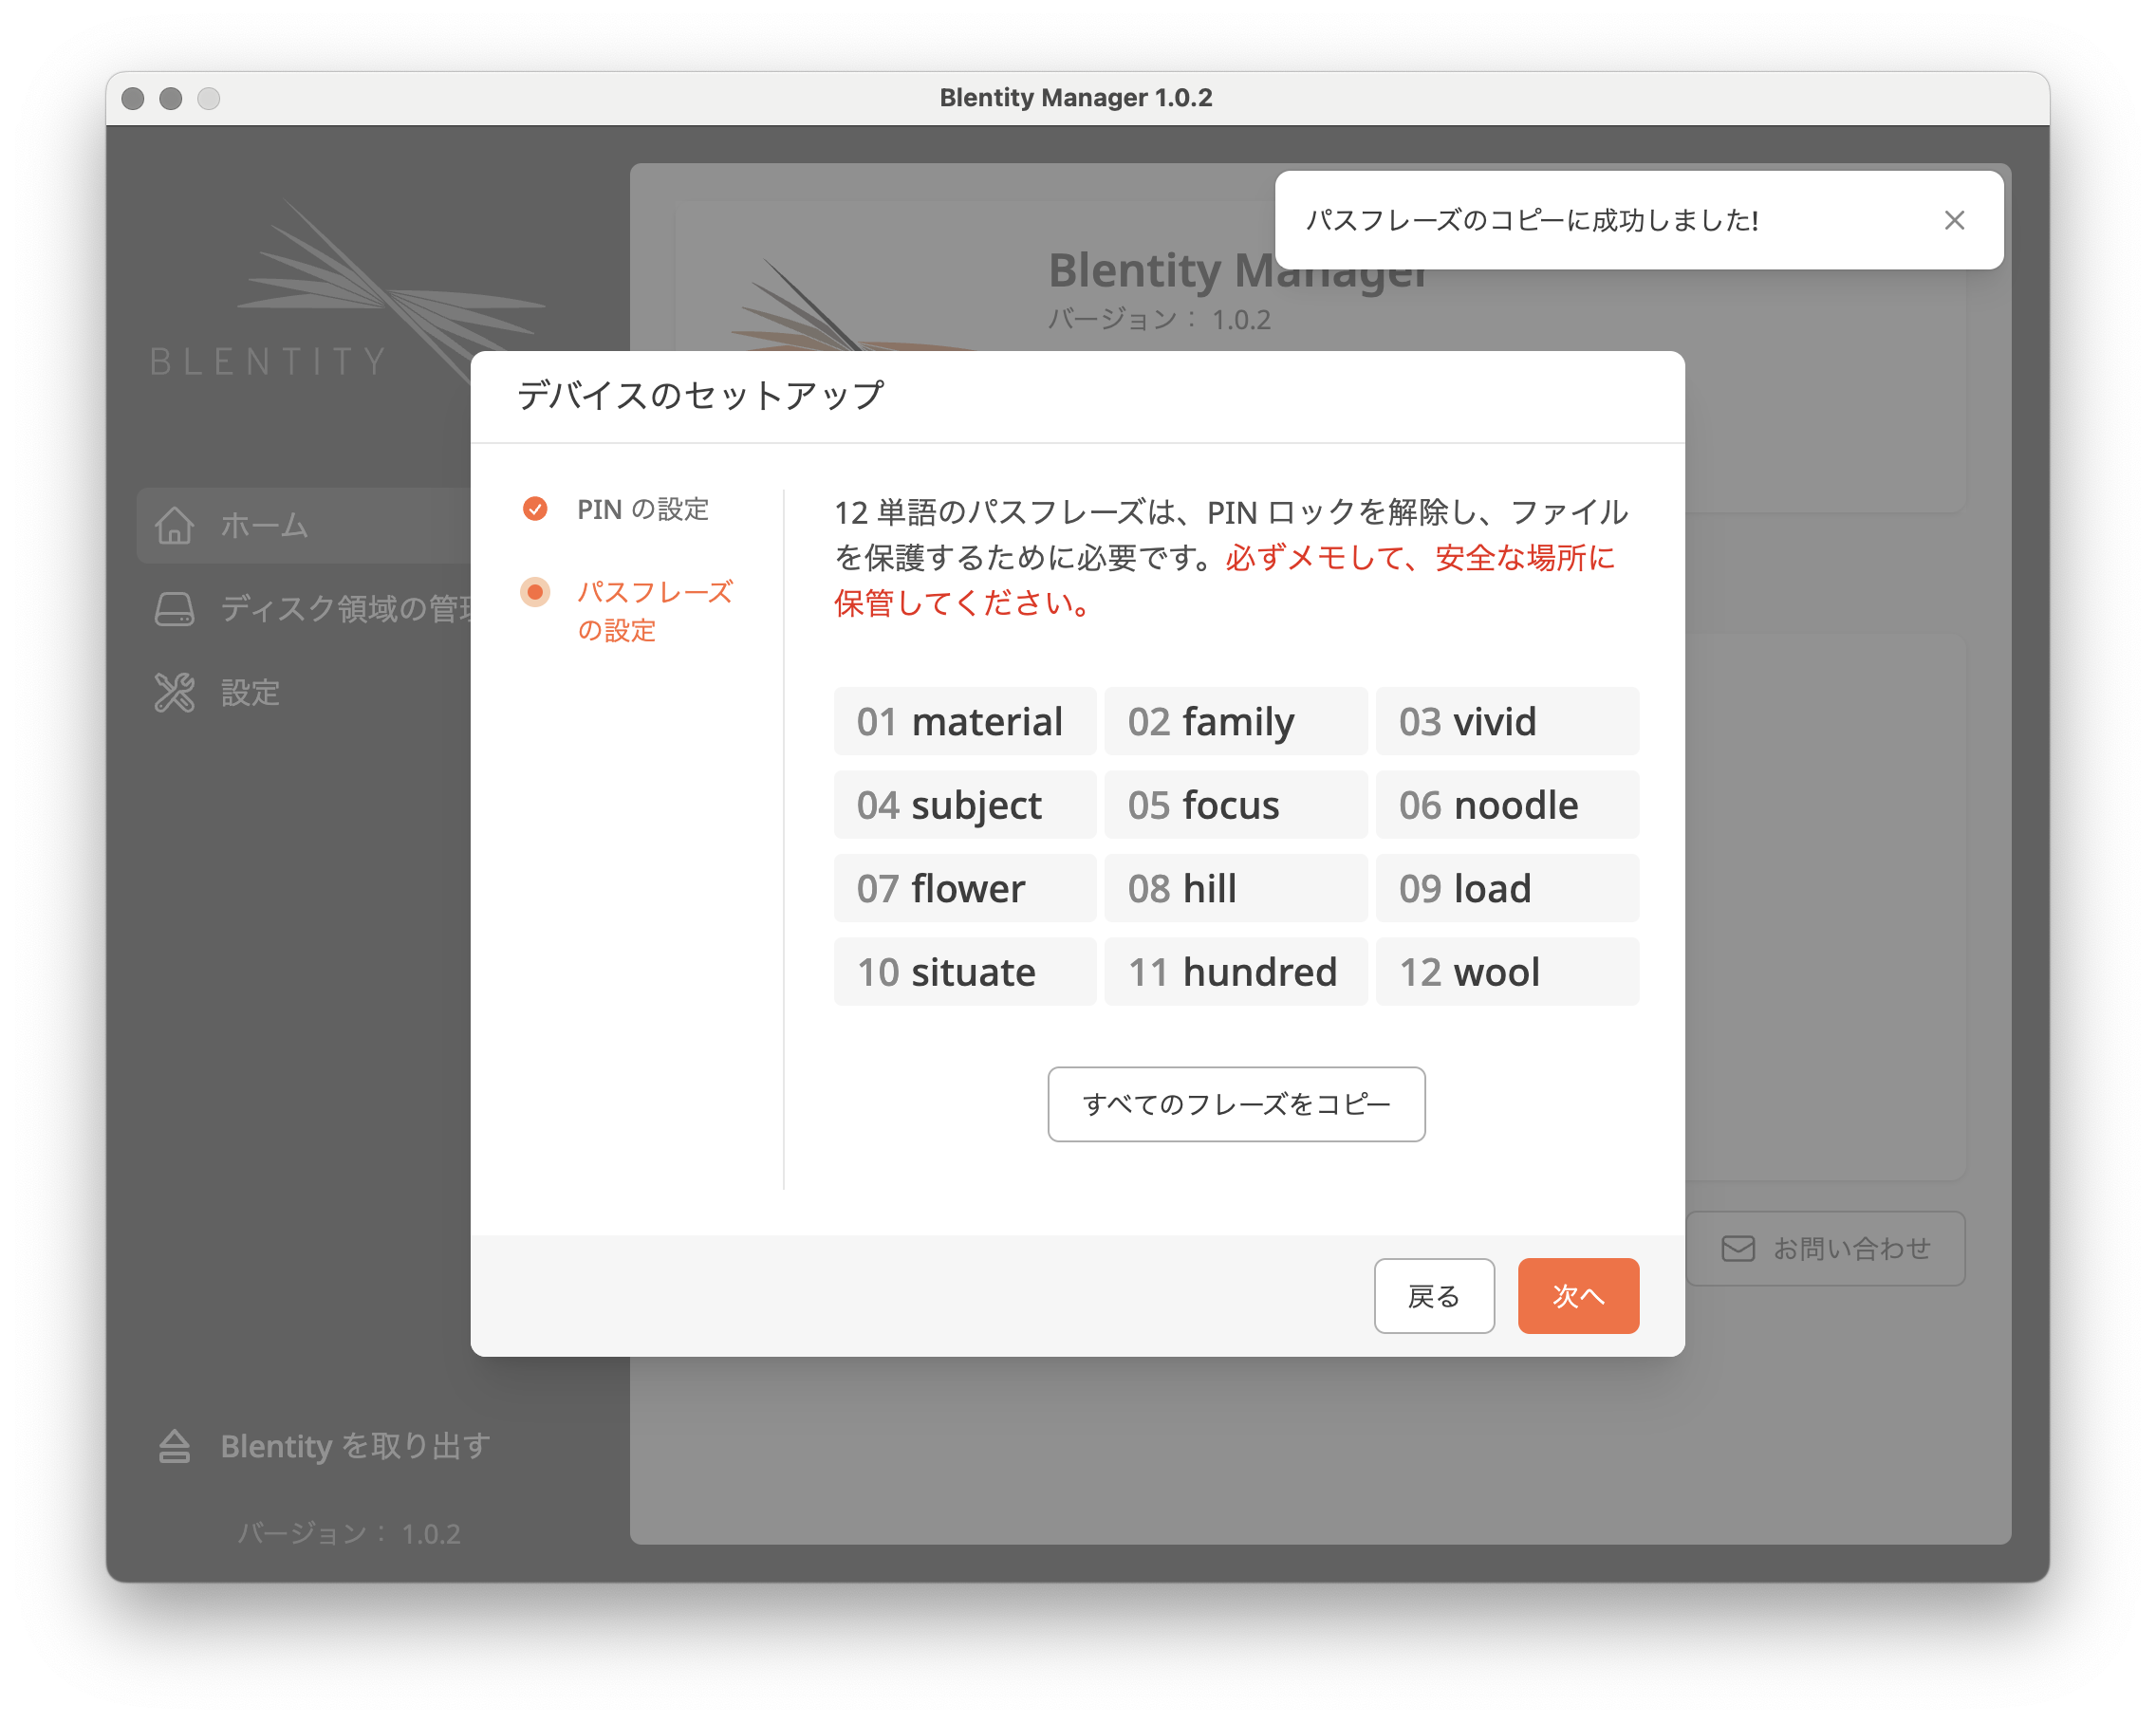 Blentity Manager 1.0.2
BLENTITY
ホーム
設定
Blentity を取り出す
バージョン： 1.0.2
パスフレーズのコピーに成功しました!
Blentity Manager
バージョン： 1.0.2
デバイスのセットアップ
PIN の設定
パスフレーズ
の設定
12 単語のパスフレーズは、PIN ロックを解除し、ファイル
を保護するために必要です。必ずメモして、安全な場所に
保管してください。
01 material
02 family
03 vivid
04 subject
05 focus
06 noodle
07 flower
08 hill
09 load
10 situate
11 hundred
12 wool
すべてのフレーズをコピー
戻る
次へ
お問い合わせ